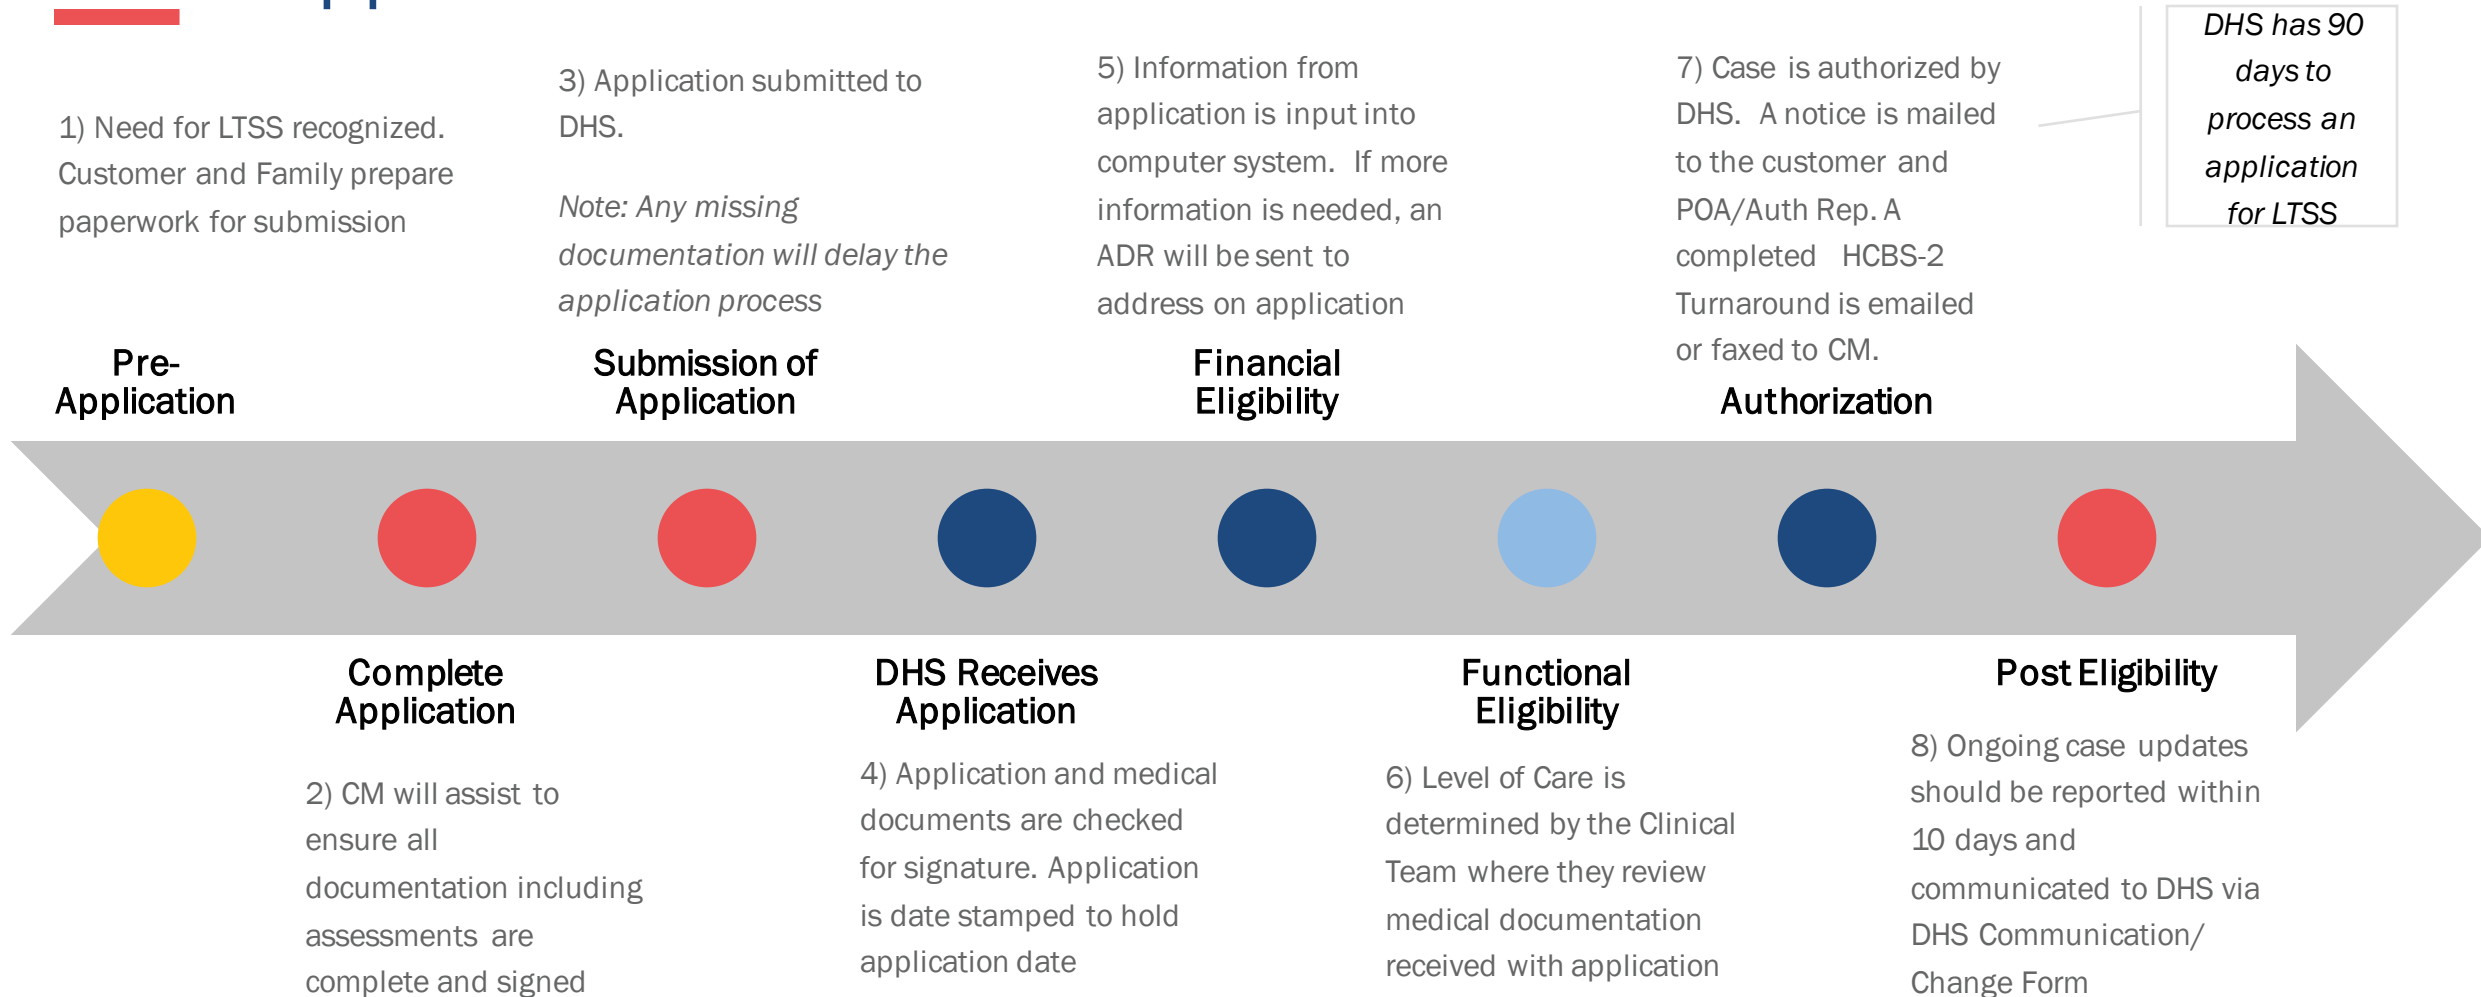 1) Need for LTSS recognized.
Customer and Family prepare
paperwork for submission
Pre-
Application
2) CM will assist to
ensure all
documentation including
assessments are
complete and signed
Complete
Application
3) Application submitted to
DHS.
Note: Any missing
documentation will delay the
application process
Submission of
Application
DHS Receives
Application
4) Application and medical
documents are checked
for signature. Application
is date stamped to hold
application date
5) Information from
application is input into
computer system. If more
information is needed, an
ADR will be sent to
address on application
Financial
Eligibility
Functional
Eligibility
6) Level of Care is
determined by the Clinical
Team where they review
medical documentation
received with application
7) Case is authorized by
DHS. A notice is mailed
to the customer and
POA/Auth Rep. A
completed HCBS-2
Turnaround is emailed
or faxed to CM.
Authorization
DHS has 90
days to
process an
application
for LTSS
Post Eligibility
8) Ongoing case updates
should be reported within
10 days and
communicated to DHS via
DHS Communication/
Change Form